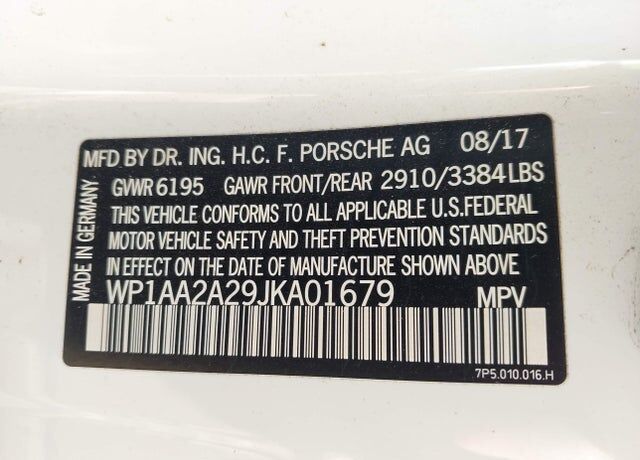 MFD BY DR. ING. H.C. F. PORSCHE AG 08/17
GVWR 6195 GAWR FRONT/REAR 2910/3384 LBS
THIS VEHICLE CONFORMS TO ALL APPLICABLE U.S.FEDERAL
MOTOR VEHICLE SAFETY AND THEFT PREVENTION STANDARDS
IN EFFECT ON THE DATE OF MANUFACTURE SHOWN ABOVE
WP1AA2A29JKA01679 MPV
7P5.010.016.H
MADE IN GERMANY